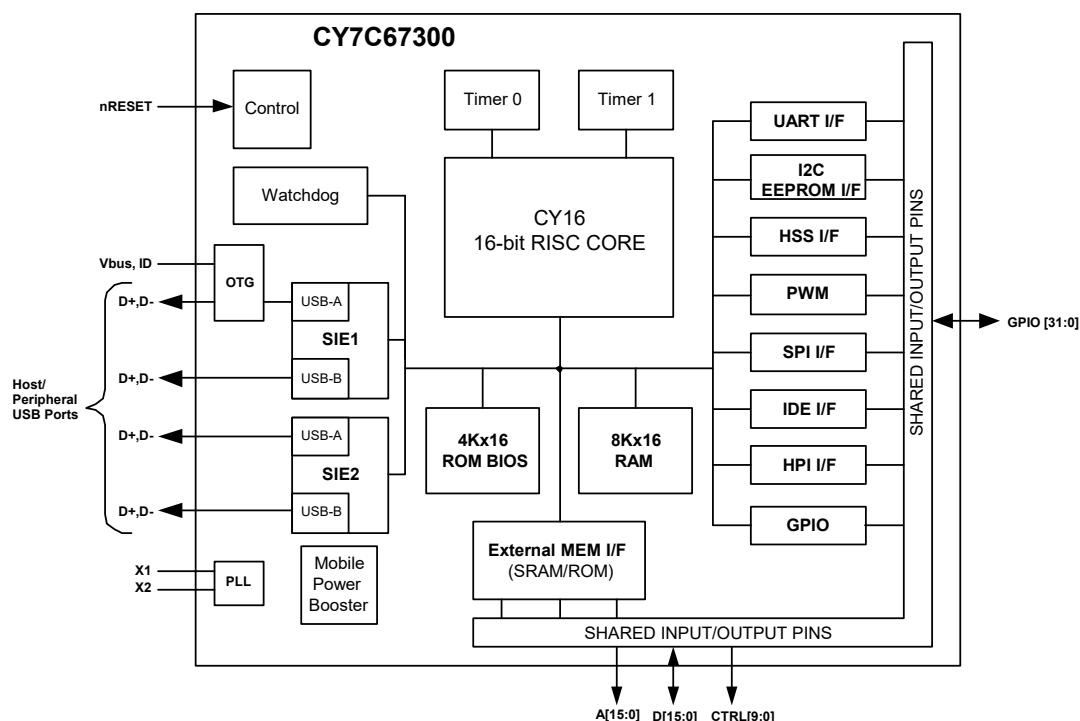 CY7C67300
nRESET
Control
Timer 0
Timer 1
UART I/F
Watchdog
I2C
EEPROM I/F
CY16
16-bit RISC CORE
HSS I/F
Vbus, ID
OTG
D+,D-
USB-A
PWM
SIE1
SHARED INPUT/OUTPUT PINS
GPIO [31:0]
SPI I/F
D+,D-
USB-B
Host/
Peripheral
USB Ports
IDE I/F
D+,D-
USB-A
4Kx16
ROM BIOS
8Kx16
RAM
SIE2
HPI I/F
D+,D-
USB-B
GPIO
External MEM I/F
(SRAM/ROM)
X1
X2
PLL
Mobile
Power
Booster
SHARED INPUT/OUTPUT PINS
A[15:0]
D[15:0]
CTRL[9:0]